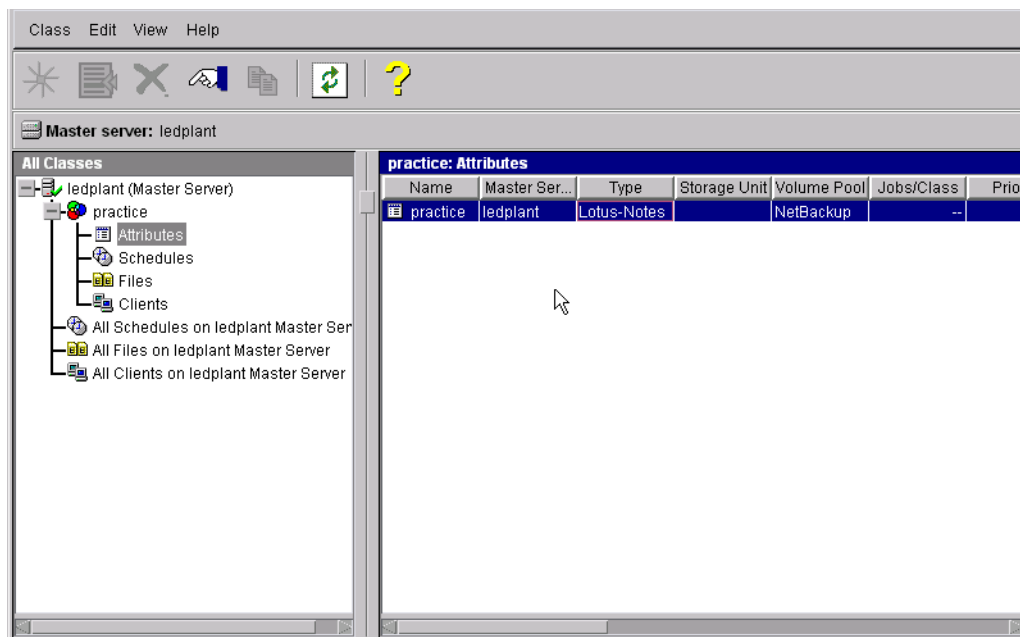 Class Edit View Help
Master server: ledplant
All Classes
ledplant (Master Server)
practice
Attributes
Schedules
Files
Clients
All Schedules on ledplant Master Ser
All Files on ledplant Master Server
All Clients on ledplant Master Server
practice: Attributes
Name Master Ser... Type Storage Unit Volume Pool Jobs/Class Prio
practice ledplant Lotus-Notes NetBackup --